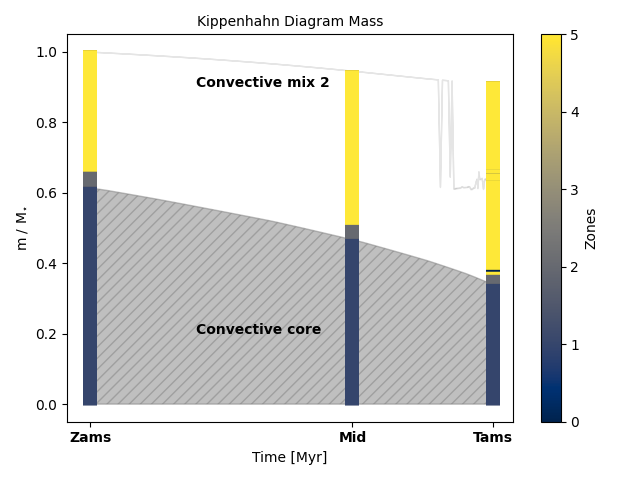 Kippenhahn Diagram Mass
1.0
0.8
0.6
0.4
0.2
0.0
m / M⋆
Convective mix 2
Convective core
Zams
Mid
Tams
Time [Myr]
5
4
3
2
1
0
Zones